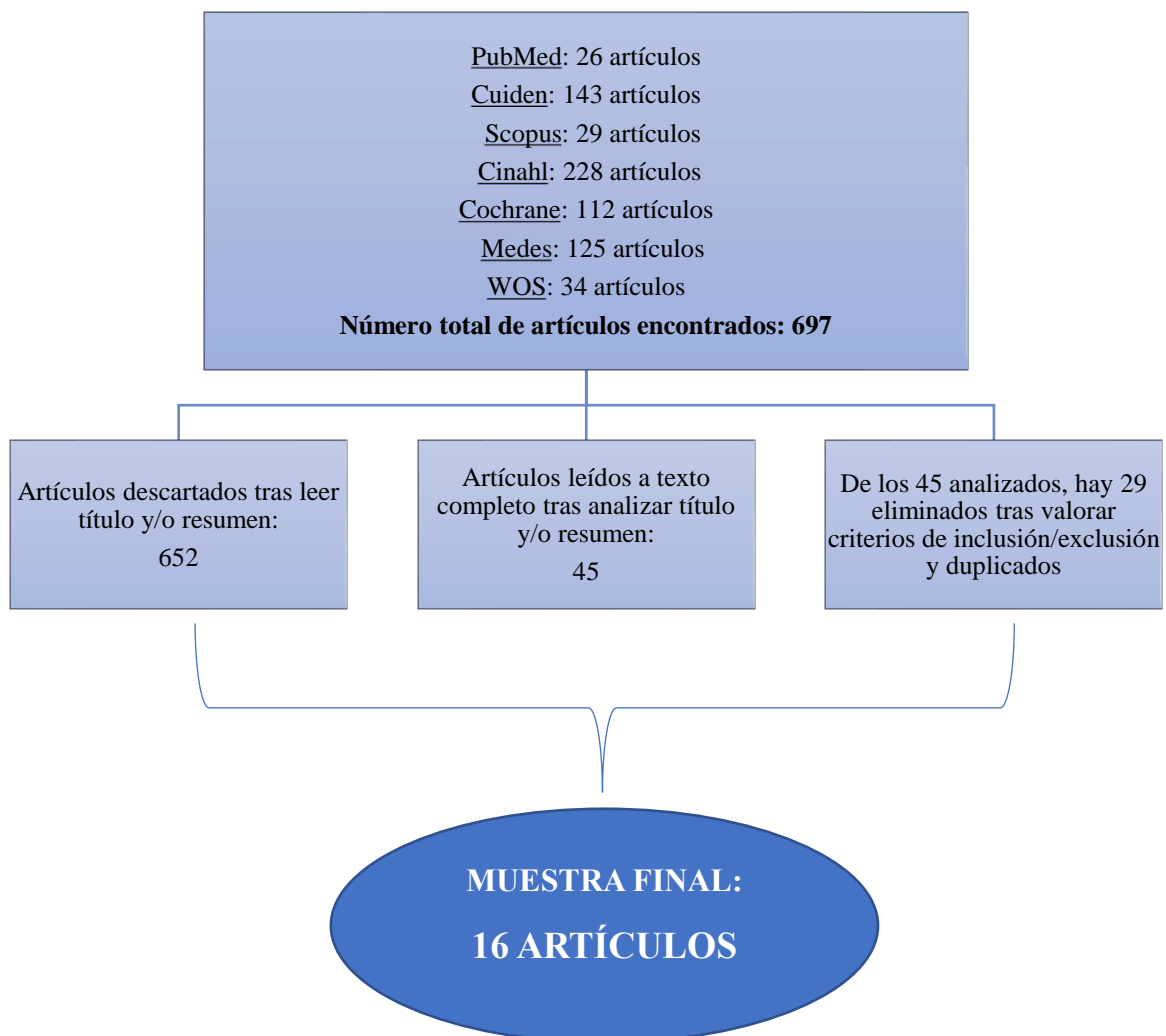 PubMed: 26 artículos
Cuiden: 143 artículos
Scopus: 29 artículos
Cinahl: 228 artículos
Cochrane: 112 artículos
Medes: 125 artículos
WOS: 34 artículos
Número total de artículos encontrados: 697
Artículos descartados tras leer
título y/o resumen:
652
Artículos leídos a texto
completo tras analizar título
y/o resumen:
45
De los 45 analizados, hay 29
eliminados tras valorar
criterios de inclusión/exclusión
y duplicados
MUESTRA FINAL:
16 ARTÍCULOS